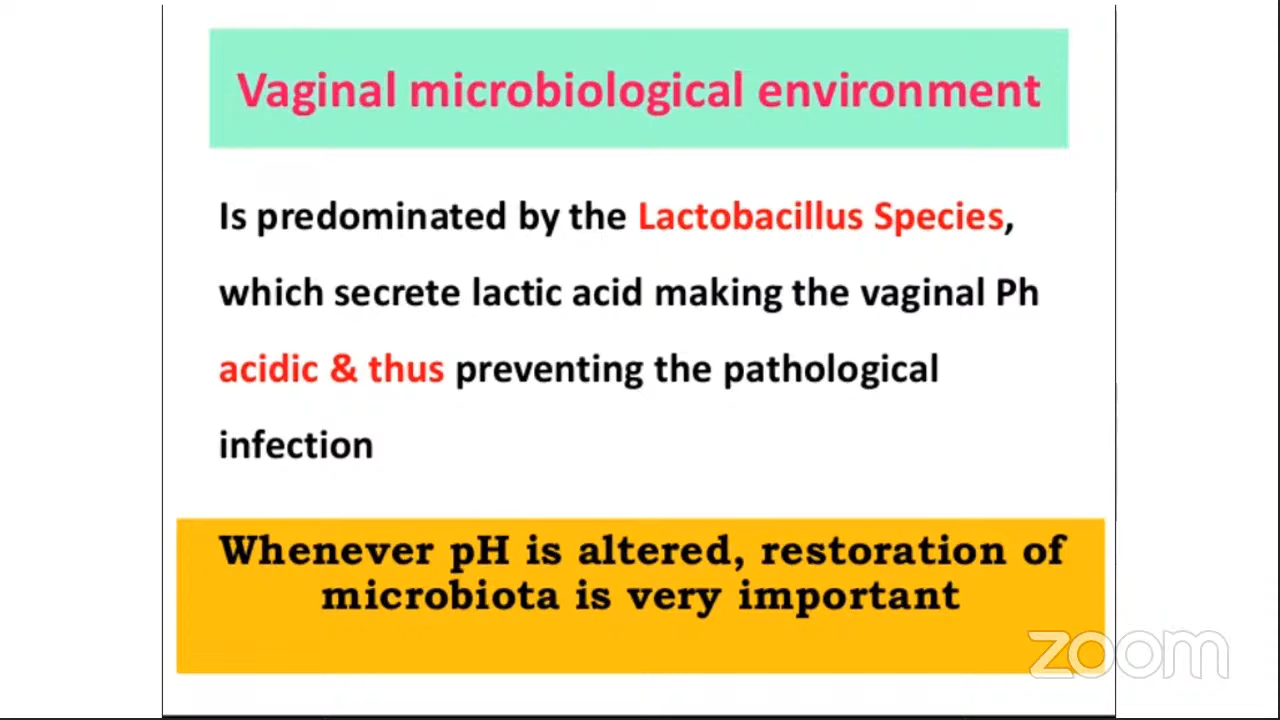 Vaginal microbiological environment
Is predominated by the Lactobacillus Species,
which secrete lactic acid making the vaginal Ph
acidic & thus preventing the pathological
infection
Whenever pH is altered, restoration of
microbiota is very important
zoom